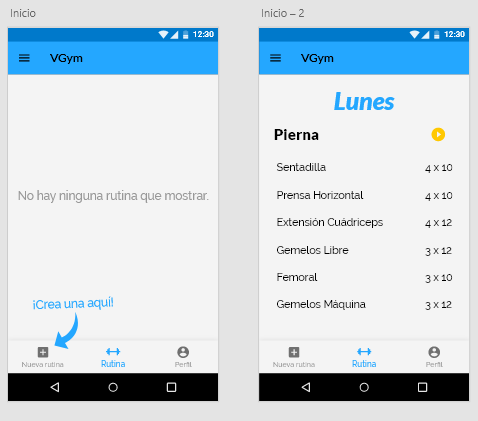 Inicio
12:30
VGym
No hay ninguna rutina que mostrar.
¡Crea una aquí!
Nueva rutina
Rutina
Perfil
Inicio – 2
12:30
VGym
Lunes
Pierna
Sentadilla 4 x 10
Prensa Horizontal 4 x 10
Extensión Cuádriceps 4 x 12
Gemelos Libre 3 x 12
Femoral 3 x 10
Gemelos Máquina 3 x 12
Nueva rutina
Rutina
Perfil